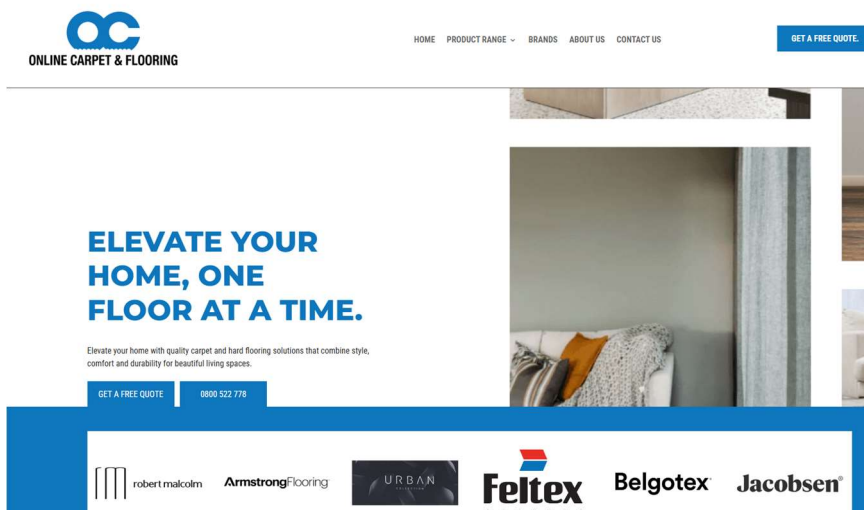 OC
ONLINE CARPET & FLOORING
HOME PRODUCT RANGE BRANDS ABOUT US CONTACT US
GET A FREE QUOTE.
ELEVATE YOUR
HOME, ONE
FLOOR AT A TIME.
Elevate your home with quality carpet and hard flooring solutions that combine style,
comfort and durability for beautiful living spaces.
GET A FREE QUOTE 0800 522 778
robert malcolm ArmstrongFlooring URBAN Feltex Belgotex Jacobsen®